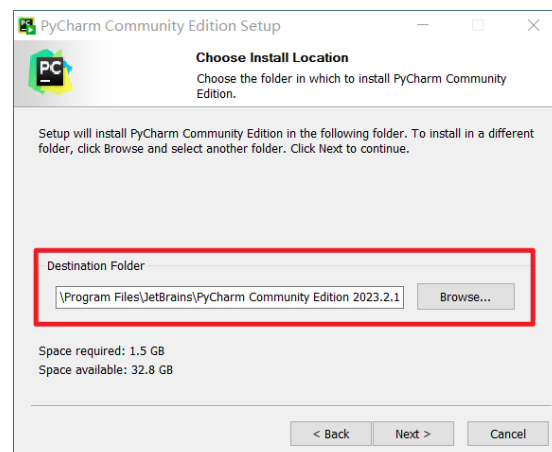 PyCharm Community Edition Setup
PC
Choose Install Location
Choose the folder in which to install PyCharm Community
Edition.
Setup will install PyCharm Community Edition in the following folder. To install in a different
folder, click Browse and select another folder. Click Next to continue.
Destination Folder
\Program Files\JetBrains\PyCharm Community Edition 2023.2.1
Browse...
Space required: 1.5 GB
Space available: 32.8 GB
< Back
Next >
Cancel